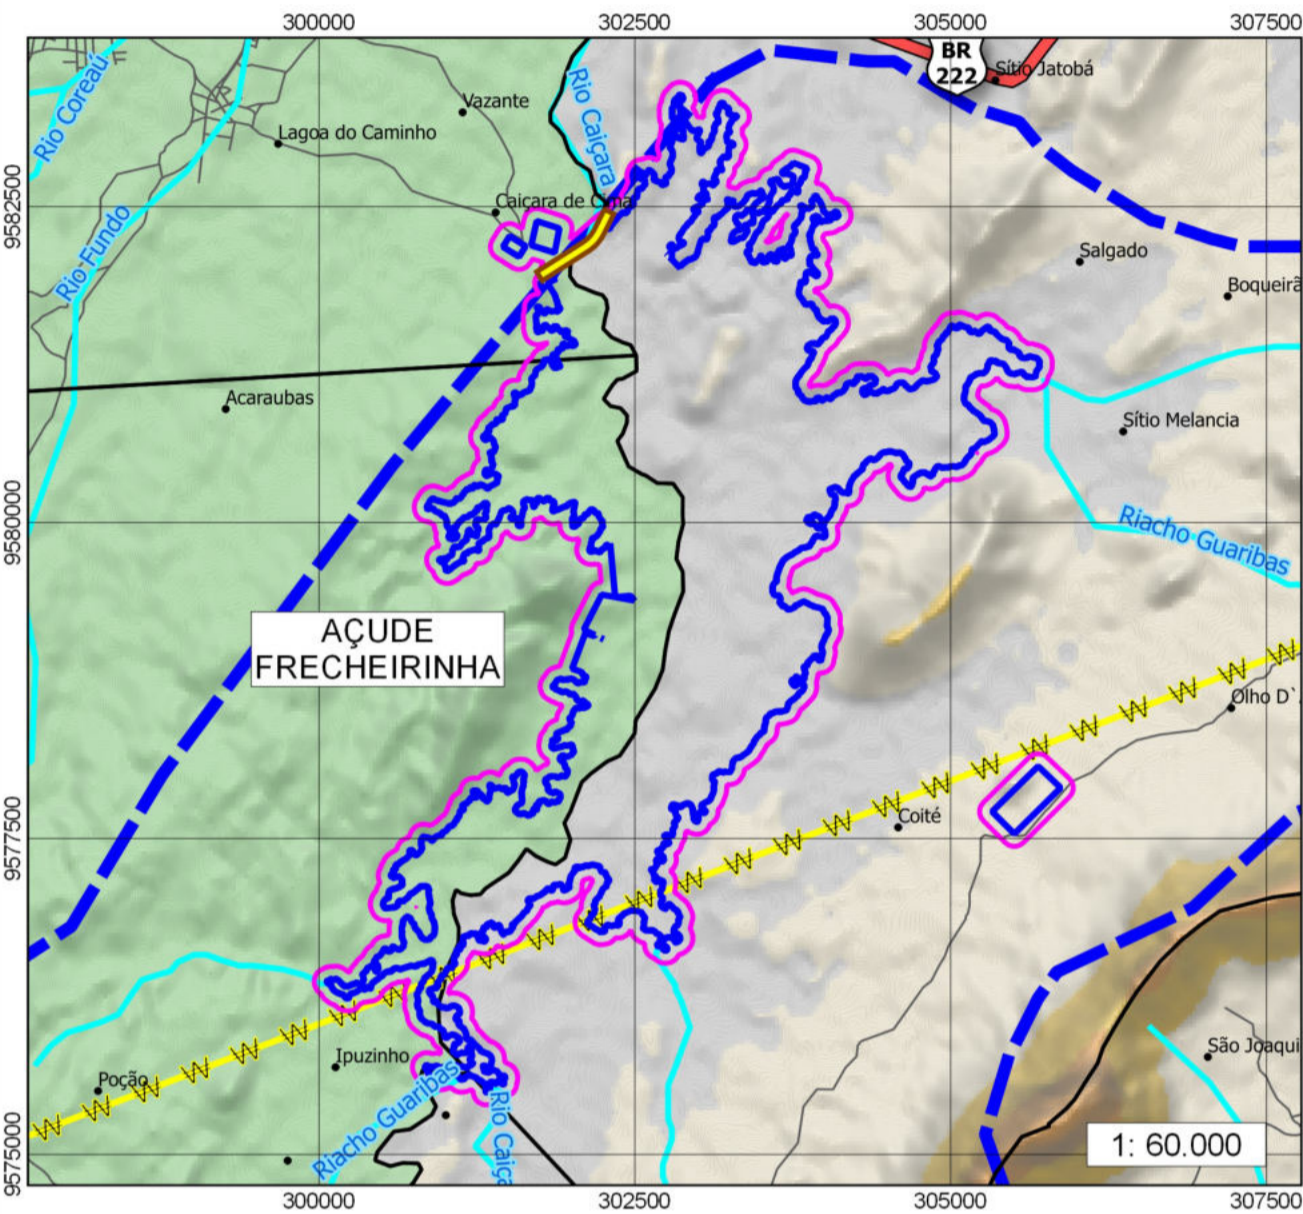 300000
302500
305000
307500
BR
222
Sítio Jatobá
Rio Coreaú
Vazante
Rio Caiçara
Lagoa do Caminho
9582500
Caiçara de Cima
Rio Fundo
Salgado
Boqueirã
Acaraubas
Sítio Melancia
9580000
Riacho Guaribas
AÇUDE
FRECHEIRINHA
Olho D`
9577500
Coité
São Joaqui
Ipuzinho
Poção
Riacho Guaribas
Rio Caiça
1: 60.000
9575000
300000
302500
305000
307500